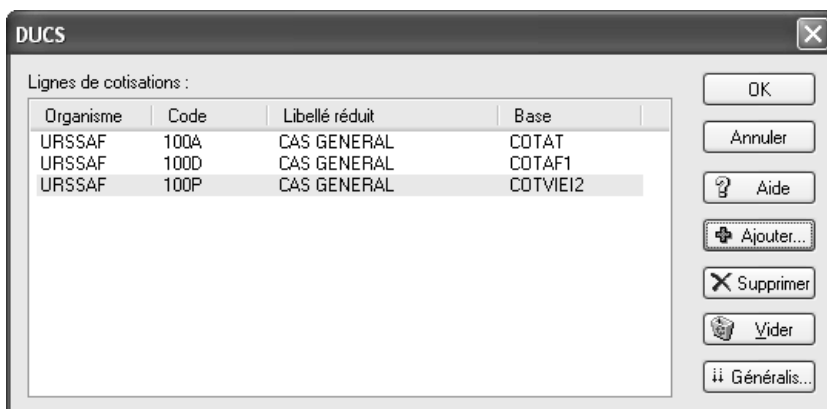 DUCS
Lignes de cotisations :
Organisme Code Libellé réduit Base
URSSAF 100A CAS GENERAL COTAT
URSSAF 100D CAS GENERAL COTAF1
URSSAF 100P CAS GENERAL COTVIEI2
OK
Annuler
Aide
Ajouter...
Supprimer
Vider
Généralis...